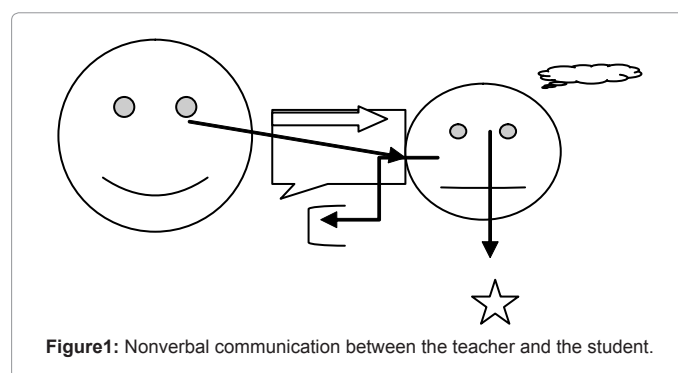 Figure1: Nonverbal communication between the teacher and the student.